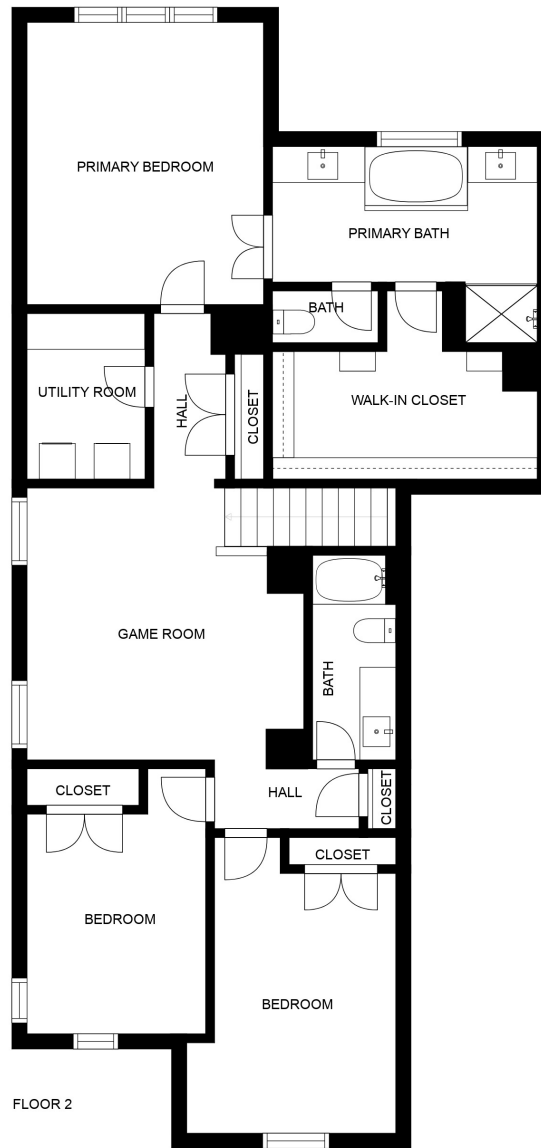 PRIMARY BEDROOM
PRIMARY BATH
BATH
UTILITY ROOM
HALL
CLOSET
WALK-IN CLOSET
GAME ROOM
BATH
CLOSET
HALL
CLOSET
CLOSET
BEDROOM
BEDROOM
FLOOR 2